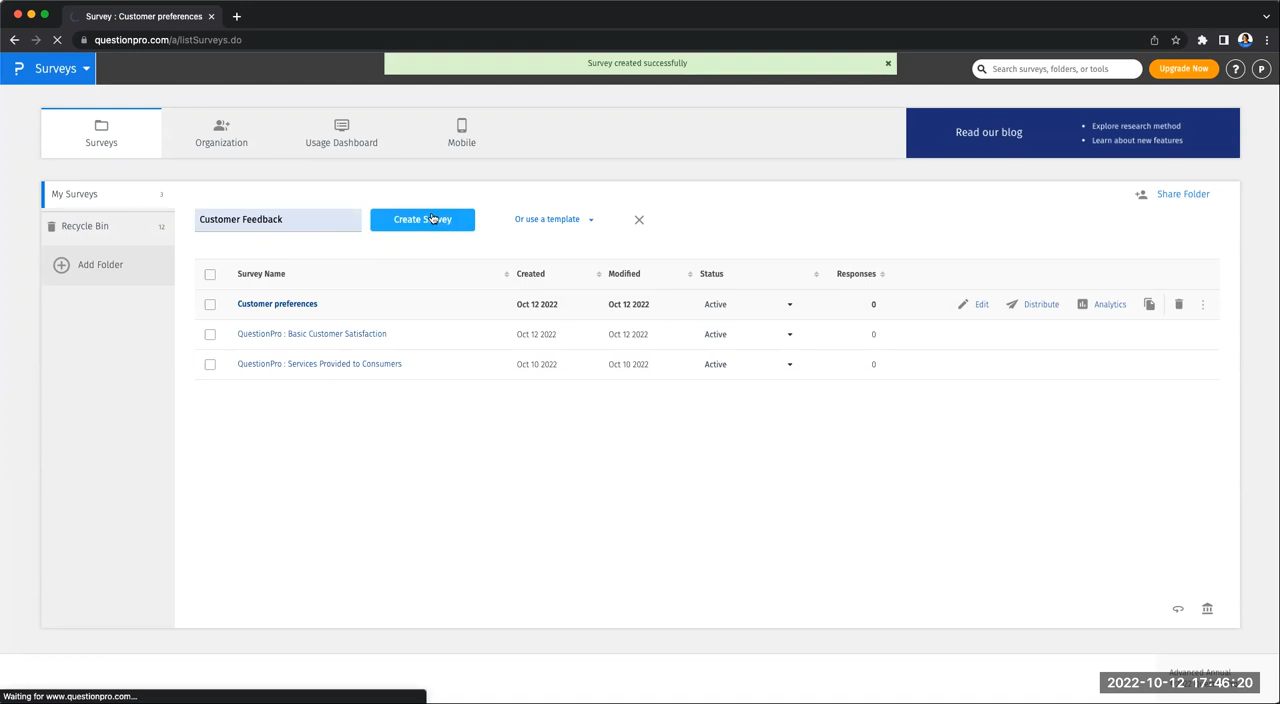 Survey : Customer preferences
questionpro.com/a/listSurveys.do
Surveys
Survey created successfully
Search surveys, folders, or tools
Upgrade Now
?
P
Surveys
Organization
Usage Dashboard
Mobile
Read our blog
• Explore research method
• Learn about new features
My Surveys 3
Share Folder
Recycle Bin 12
Customer Feedback
Create Survey
Or use a template
Add Folder
Survey Name Created Modified Status Responses
Customer preferences Oct 12 2022 Oct 12 2022 Active 0 Edit Distribute Analytics
QuestionPro : Basic Customer Satisfaction Oct 12 2022 Oct 12 2022 Active 0
QuestionPro : Services Provided to Consumers Oct 10 2022 Oct 10 2022 Active 0
Advanced Annual
2022-10-12 17:46:20
Waiting for www.questionpro.com...